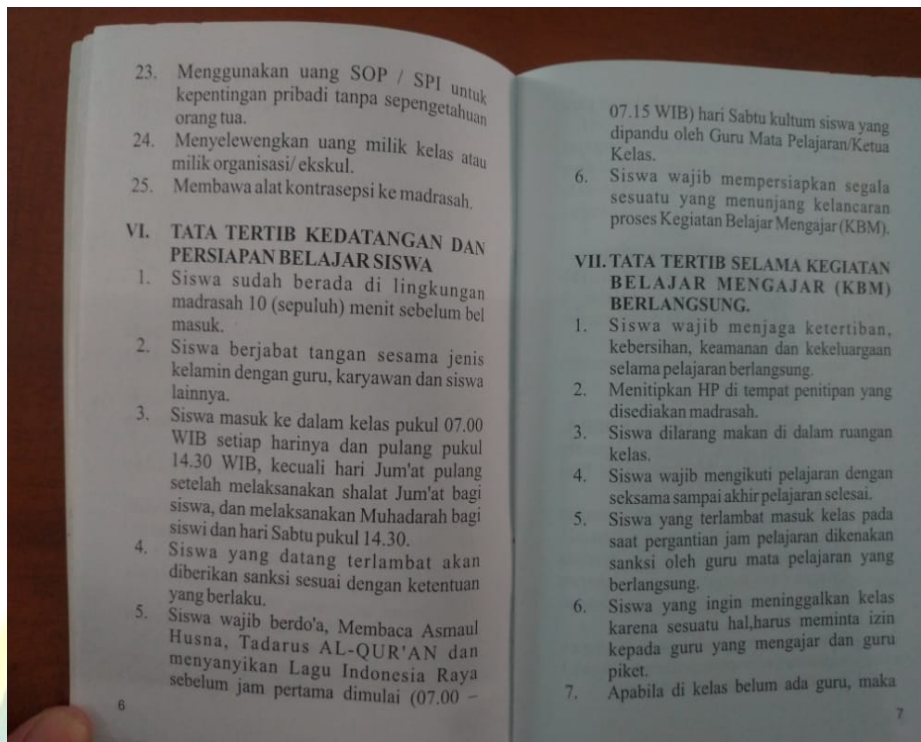 23. Menggunakan uang SOP / SPI untuk
kepentingan pribadi tanpa sepengetahuan
orang tua.
24. Menyelewengkan uang milik kelas atau
milik organisasi/ ekskul.
25. Membawa alat kontrasepsi ke madrasah.
VI. TATA TERTIB KEDATANGAN DAN
PERSIAPAN BELAJAR SISWA
1. Siswa sudah berada di lingkungan
madrasah 10 (sepuluh) menit sebelum bel
masuk.
2. Siswa berjabat tangan sesama jenis
kelamin dengan guru, karyawan dan siswa
lainnya.
3. Siswa masuk ke dalam kelas pukul 07.00
WIB setiap harinya dan pulang pukul
14.30 WIB, kecuali hari Jum'at pulang
setelah melaksanakan shalat Jum'at bagi
siswa, dan melaksanakan Muhadarah bagi
siswi dan hari Sabtu pukul 14.30.
4. Siswa yang datang terlambat akan
diberikan sanksi sesuai dengan ketentuan
yang berlaku.
5. Siswa wajib berdo'a, Membaca Asmaul
Husna, Tadarus AL-QUR'AN dan
menyanyikan Lagu Indonesia Raya
sebelum jam pertama dimulai (07.00 –
6
07.15 WIB) hari Sabtu kultum siswa yang
dipandu oleh Guru Mata Pelajaran/Ketua
Kelas.
6. Siswa wajib mempersiapkan segala
sesuatu yang menunjang kelancaran
proses Kegiatan Belajar Mengajar (KBM).
VII. TATA TERTIB SELAMA KEGIATAN
BELAJAR MENGAJAR (KBM)
BERLANGSUNG.
1. Siswa wajib menjaga ketertiban,
kebersihan, keamanan dan kekeluargaan
selama pelajaran berlangsung.
2. Menitipkan HP di tempat penitipan yang
disediakan madrasah.
3. Siswa dilarang makan di dalam ruangan
kelas.
4. Siswa wajib mengikuti pelajaran dengan
seksama sampai akhir pelajaran selesai.
5. Siswa yang terlambat masuk kelas pada
saat pergantian jam pelajaran dikenakan
sanksi oleh guru mata pelajaran yang
berlangsung.
6. Siswa yang ingin meninggalkan kelas
karena sesuatu hal,harus meminta izin
kepada guru yang mengajar dan guru
piket.
7. Apabila di kelas belum ada guru, maka
7